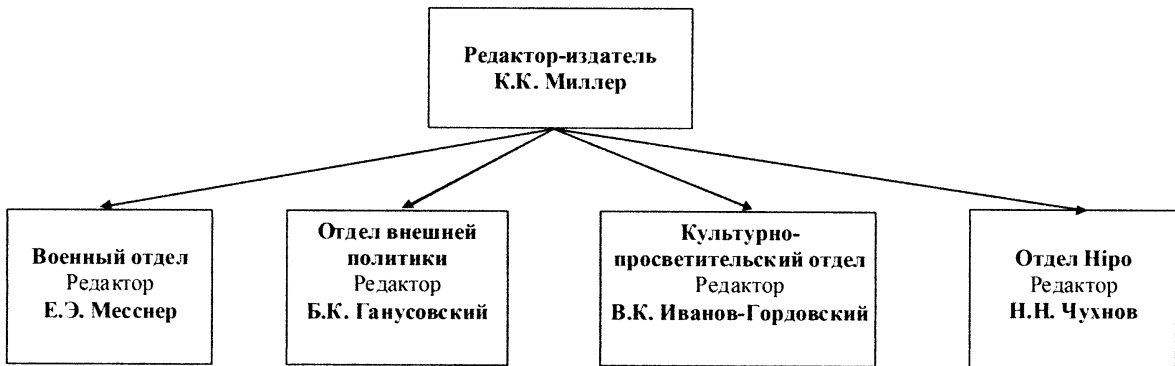 Редактор-издатель
К.К. Миллер
Военный отдел
Редактор
Е.Э. Месснер
Отдел внешней
политики
Редактор
Б.К. Ганусовский
Культурно-
просветительский отдел
Редактор
В.К. Иванов-Гордовский
Отдел Hipo
Редактор
Н.Н. Чухнов